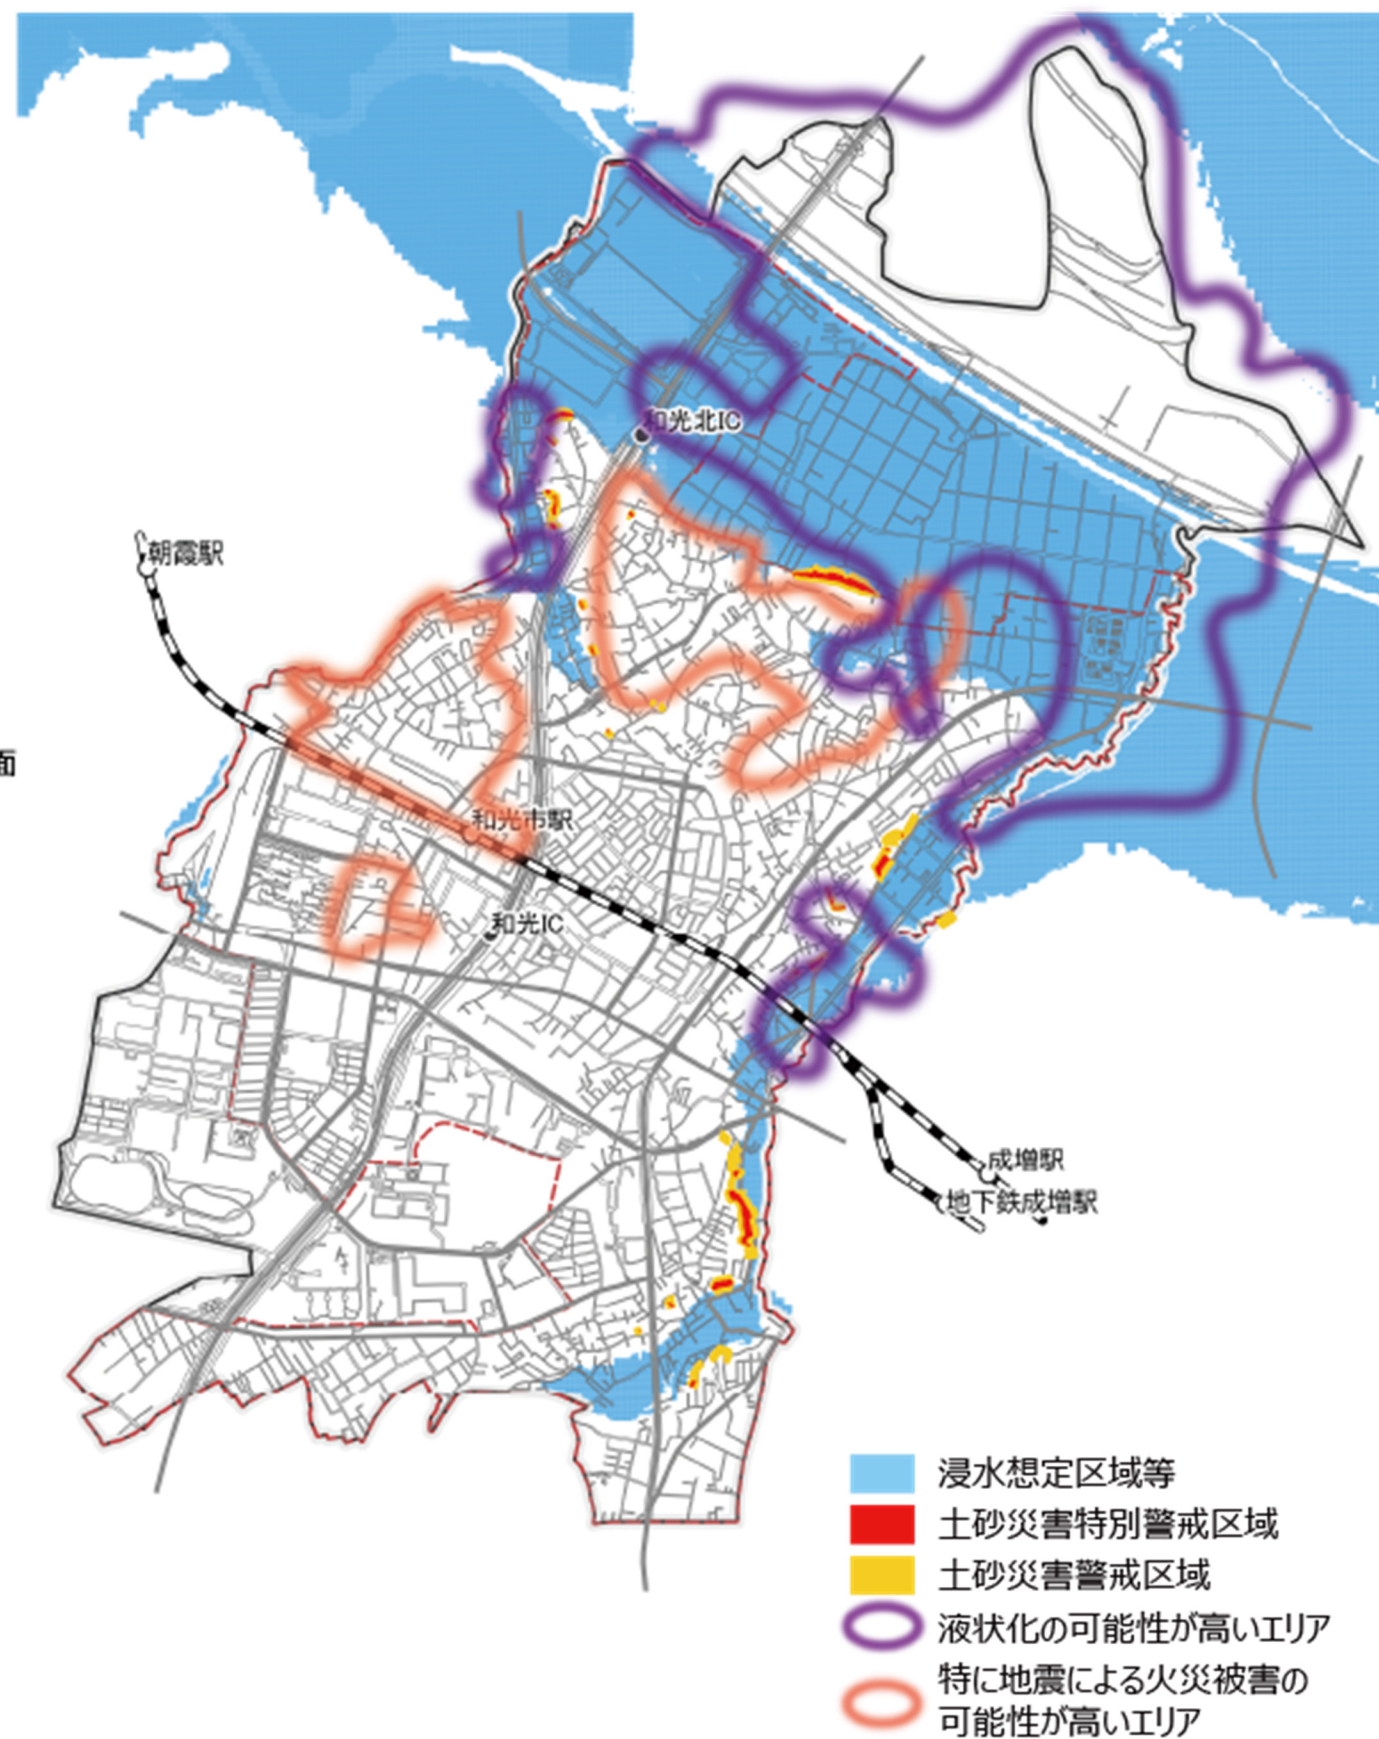 和光北IC
朝霞駅
面
和光市駅
和光IC
成増駅
地下鉄成増駅
浸水想定区域等
土砂災害特別警戒区域
土砂災害警戒区域
液状化の可能性が高いエリア
特に地震による火災被害の
可能性が高いエリア